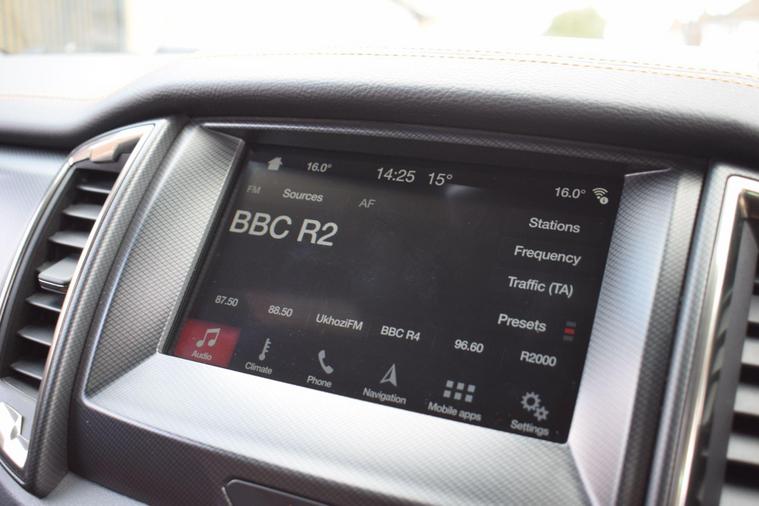 16.0° 14:25 15° 16.0°
FM Sources AF
BBC R2
Stations
Frequency
Traffic (TA)
Presets
87.50 88.50 UkhoziFM BBC R4 96.60 R2000
Audio Climate Phone Navigation Mobile apps Settings